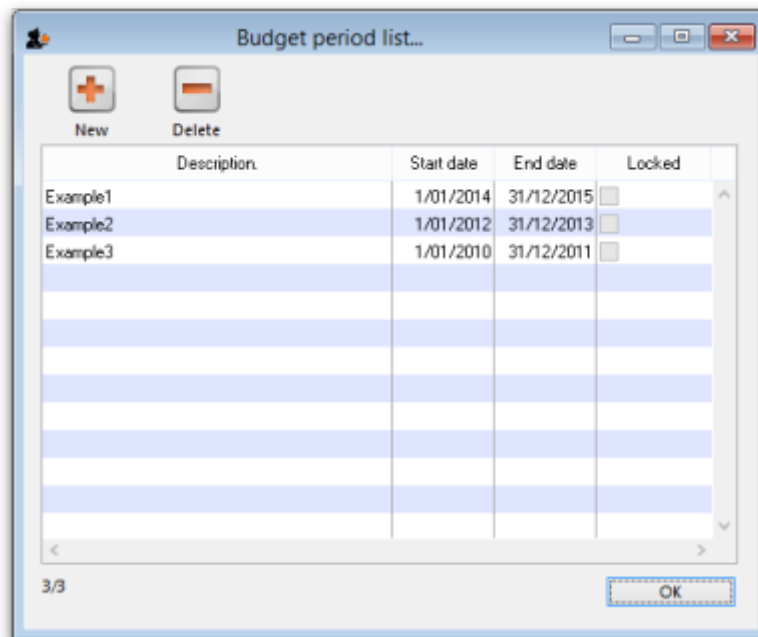 Budget period list...
New Delete
Description. Start date End date Locked
Example1 1/01/2014 31/12/2015
Example2 1/01/2012 31/12/2013
Example3 1/01/2010 31/12/2011
3/3 OK